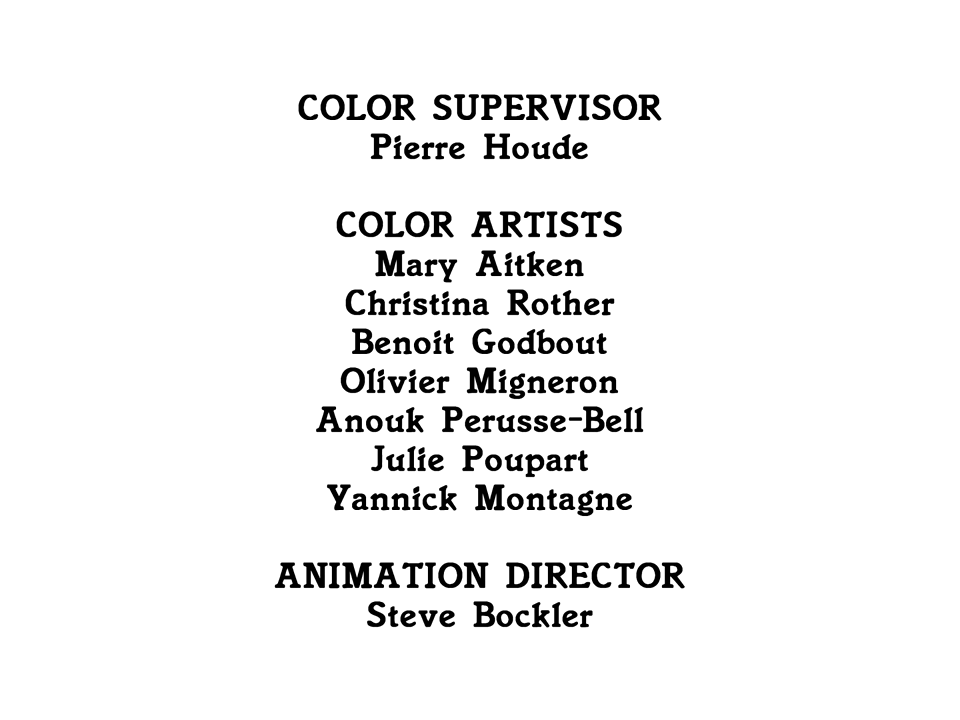 COLOR SUPERVISOR
Pierre Houde
COLOR ARTISTS
Mary Aitken
Christina Rother
Benoit Godbout
Olivier Migneron
Anouk Perusse-Bell
Julie Poupart
Yannick Montagne
ANIMATION DIRECTOR
Steve Bockler